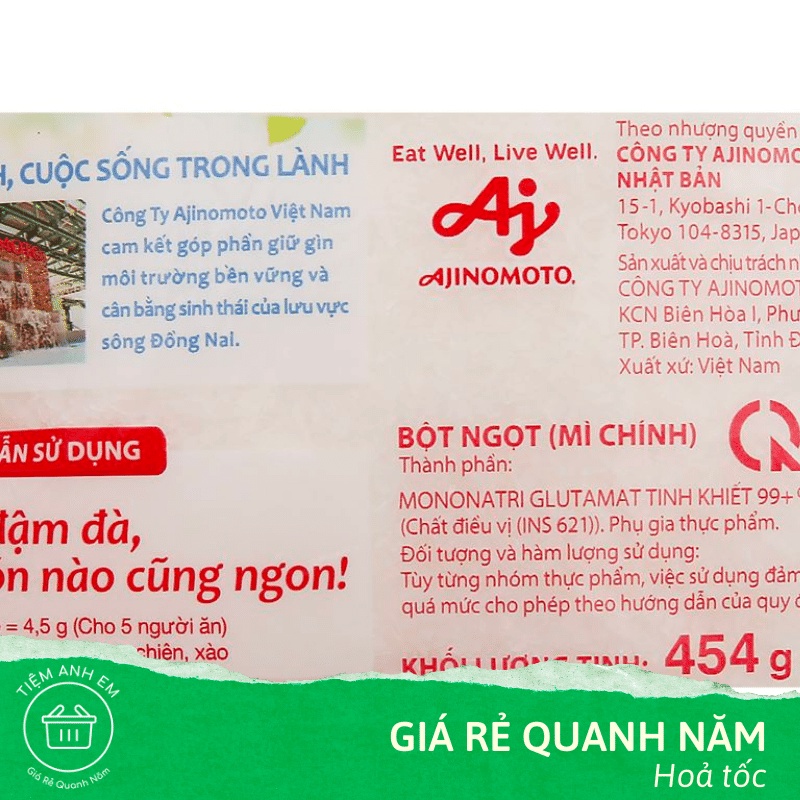 , CUỘC SỐNG TRONG LÀNH
Công Ty Ajinomoto Việt Nam
cam kết góp phần giữ gìn
môi trường bền vững và
cân bằng sinh thái của lưu vực
sông Đồng Nai.
Eat Well, Live Well.
Aj
AJINOMOTO.
Theo nhượng quyền
CÔNG TY AJINOMO
NHẬT BẢN
15-1, Kyobashi 1-Ch
Tokyo 104-8315, Jap
Sản xuất và chịu trách n
CÔNG TY AJINOMOT
KCN Biên Hòa I, Phư
TP. Biên Hoà, Tỉnh Đ
Xuất xứ: Việt Nam
ẪN SỬ DỤNG
đậm đà,
ón nào cũng ngon!
= 4,5 g (Cho 5 người ăn)
chiên, xào
BỘT NGỌT (MÌ CHÍNH)
Thành phần:
MONONATRI GLUTAMAT TINH KHIẾT 99+
(Chất điều vị (INS 621)). Phụ gia thực phẩm.
Đối tượng và hàm lượng sử dụng:
Tùy từng nhóm thực phẩm, việc sử dụng đảm
quá mức cho phép theo hướng dẫn của quy đ
KHỐI LƯỢNG TỊNH: 454 g
TIỆM ANH EM
Giá Rẻ Quanh Năm
GIÁ RẺ QUANH NĂM
Hoả tốc